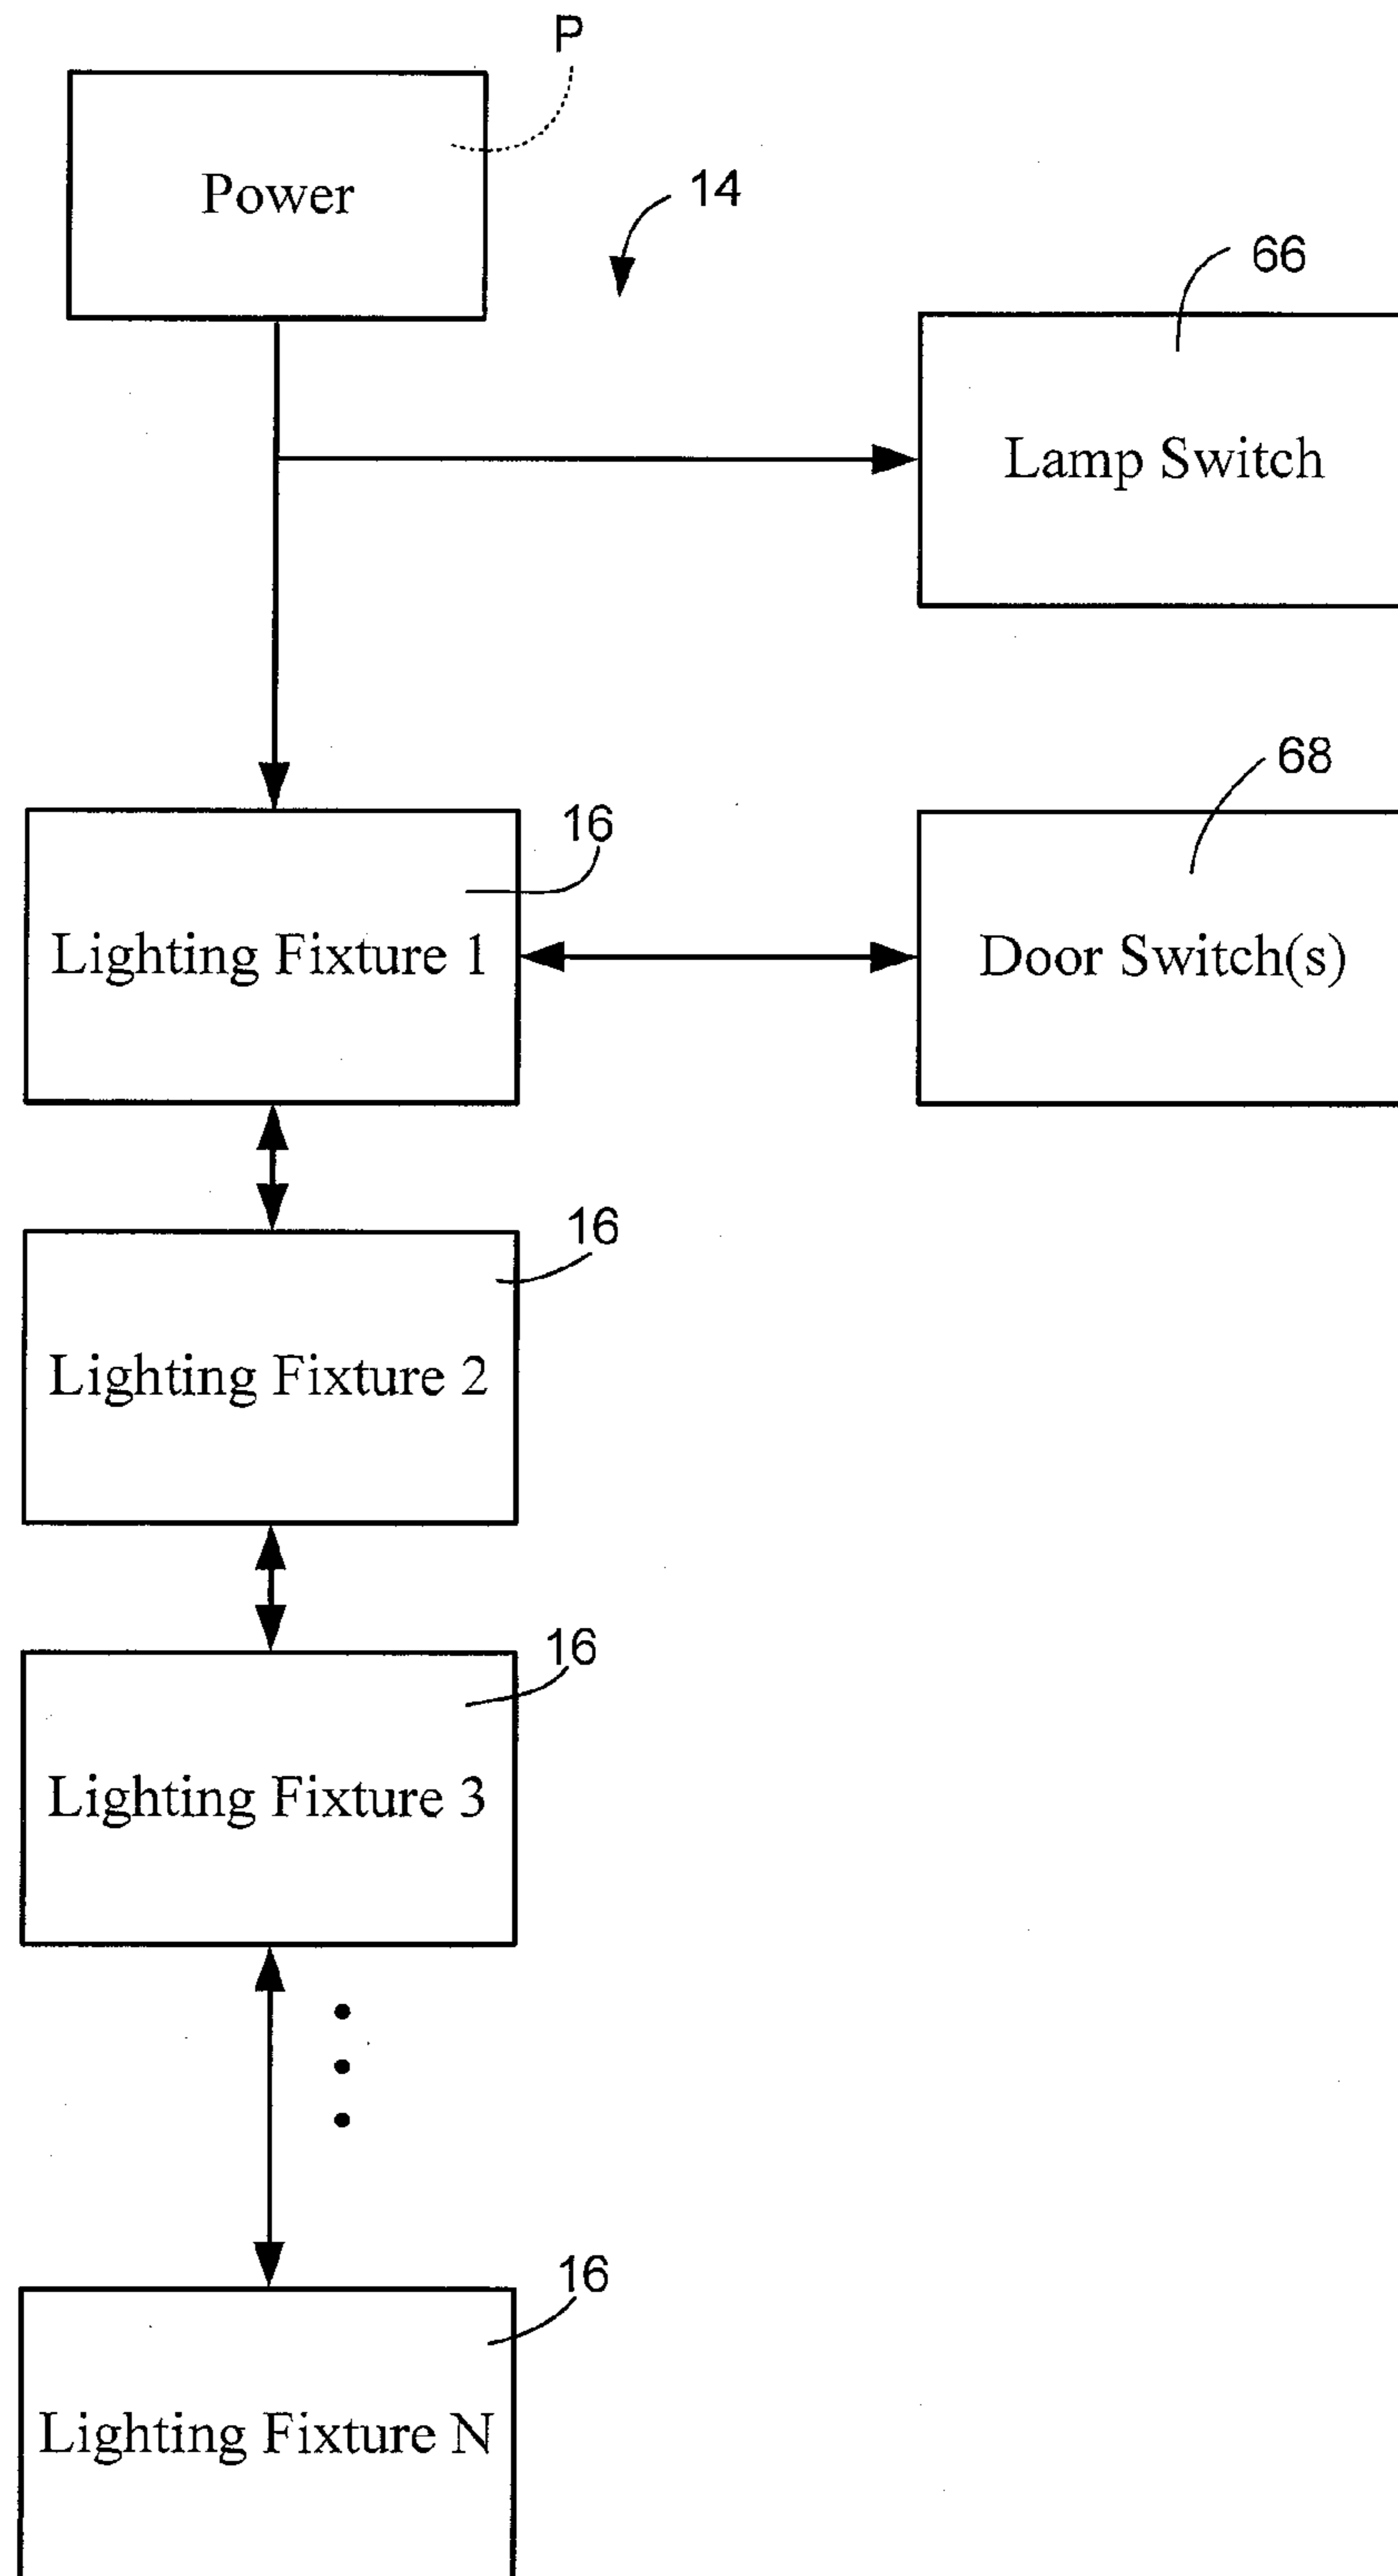 P
Power
14
66
Lamp Switch
68
16
Lighting Fixture 1
Door Switch(s)
16
Lighting Fixture 2
16
Lighting Fixture 3
16
Lighting Fixture N